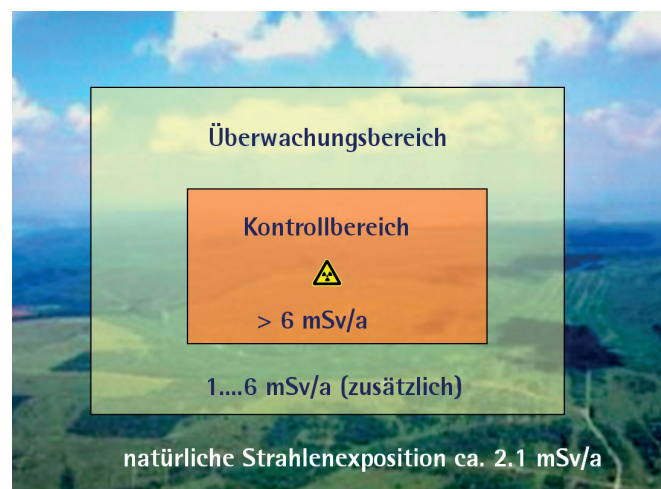 Überwachungsbereich
Kontrollbereich
> 6 mSv/a
1....6 mSv/a (zusätzlich)
natürliche Strahlenexposition ca. 2.1 mSv/a